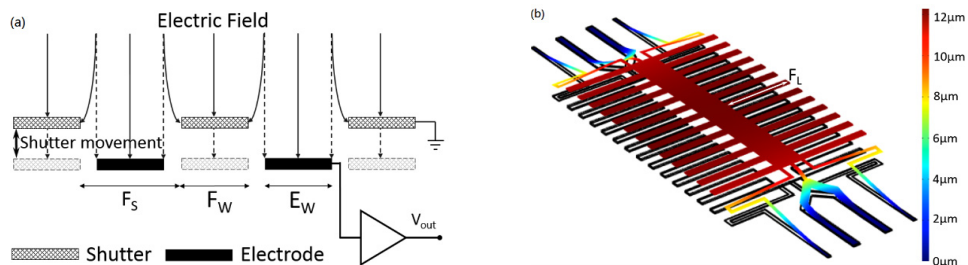 (a)
Electric Field
Shutter movement
F_S
F_W
E_W
V_out
Shutter
Electrode
(b)
F_L
12μm
10μm
8μm
6μm
4μm
2μm
0μm